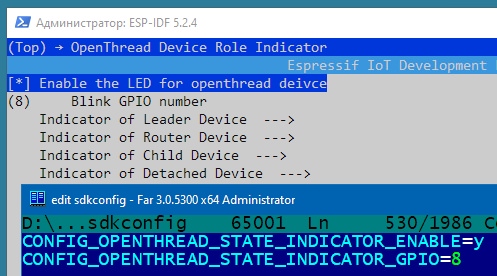 Администратор: ESP-IDF 5.2.4
(Top) → OpenThread Device Role Indicator
Espressif IoT Development
[*] Enable the LED for openthread deivce
(8) Blink GPIO number
Indicator of Leader Device --->
Indicator of Router Device --->
Indicator of Child Device --->
Indicator of Detached Device --->
edit sdkconfig - Far 3.0.5300 x64 Administrator
D:\...sdkconfig 65001 Ln 530/1986
CONFIG_OPENTHREAD_STATE_INDICATOR_ENABLE=y
CONFIG_OPENTHREAD_STATE_INDICATOR_GPIO=8